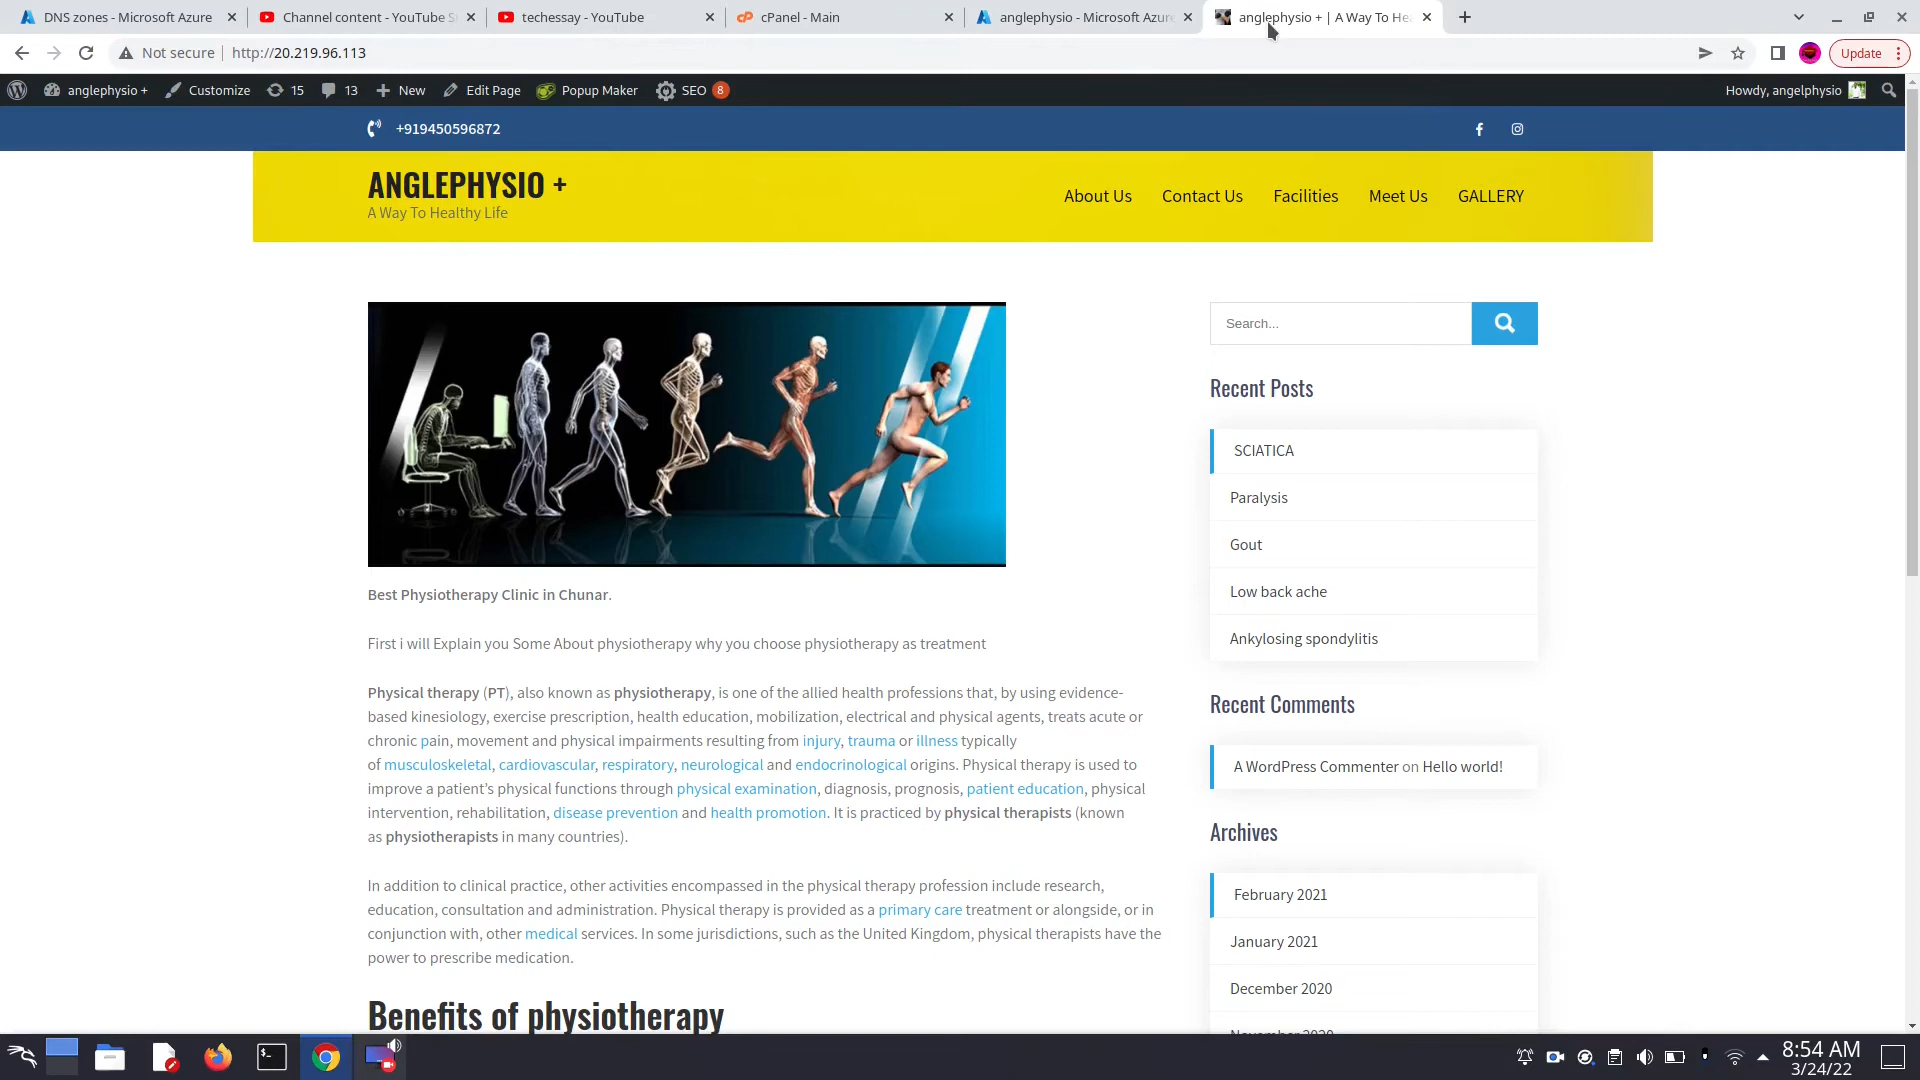 DNS zones - Microsoft Azure
Channel content - YouTube S
techessay - YouTube
cPanel - Main
anglephysio - Microsoft Azur
anglephysio + | A Way To He
Not secure
http://20.219.96.113
Update
anglephysio +
Customize
15
13
New
Edit Page
Popup Maker
SEO
8
Howdy, angelphysio
+919450596872
ANGLEPHYSIO +
A Way To Healthy Life
About Us
Contact Us
Facilities
Meet Us
GALLERY
Best Physiotherapy Clinic in Chunar.
First i will Explain you Some About physiotherapy why you choose physiotherapy as treatment
Physical therapy (PT), also known as physiotherapy, is one of the allied health professions that, by using evidence-
based kinesiology, exercise prescription, health education, mobilization, electrical and physical agents, treats acute or
chronic pain, movement and physical impairments resulting from injury, trauma or illness typically
of musculoskeletal, cardiovascular, respiratory, neurological and endocrinological origins. Physical therapy is used to
improve a patient’s physical functions through physical examination, diagnosis, prognosis, patient education, physical
intervention, rehabilitation, disease prevention and health promotion. It is practiced by physical therapists (known
as physiotherapists in many countries).
In addition to clinical practice, other activities encompassed in the physical therapy profession include research,
education, consultation and administration. Physical therapy is provided as a primary care treatment or alongside, or in
conjunction with, other medical services. In some jurisdictions, such as the United Kingdom, physical therapists have the
power to prescribe medication.
Benefits of physiotherapy
Search...
Recent Posts
SCIATICA
Paralysis
Gout
Low back ache
Ankylosing spondylitis
Recent Comments
A WordPress Commenter on Hello world!
Archives
February 2021
January 2021
December 2020
November 2020
8:54 AM
3/24/22